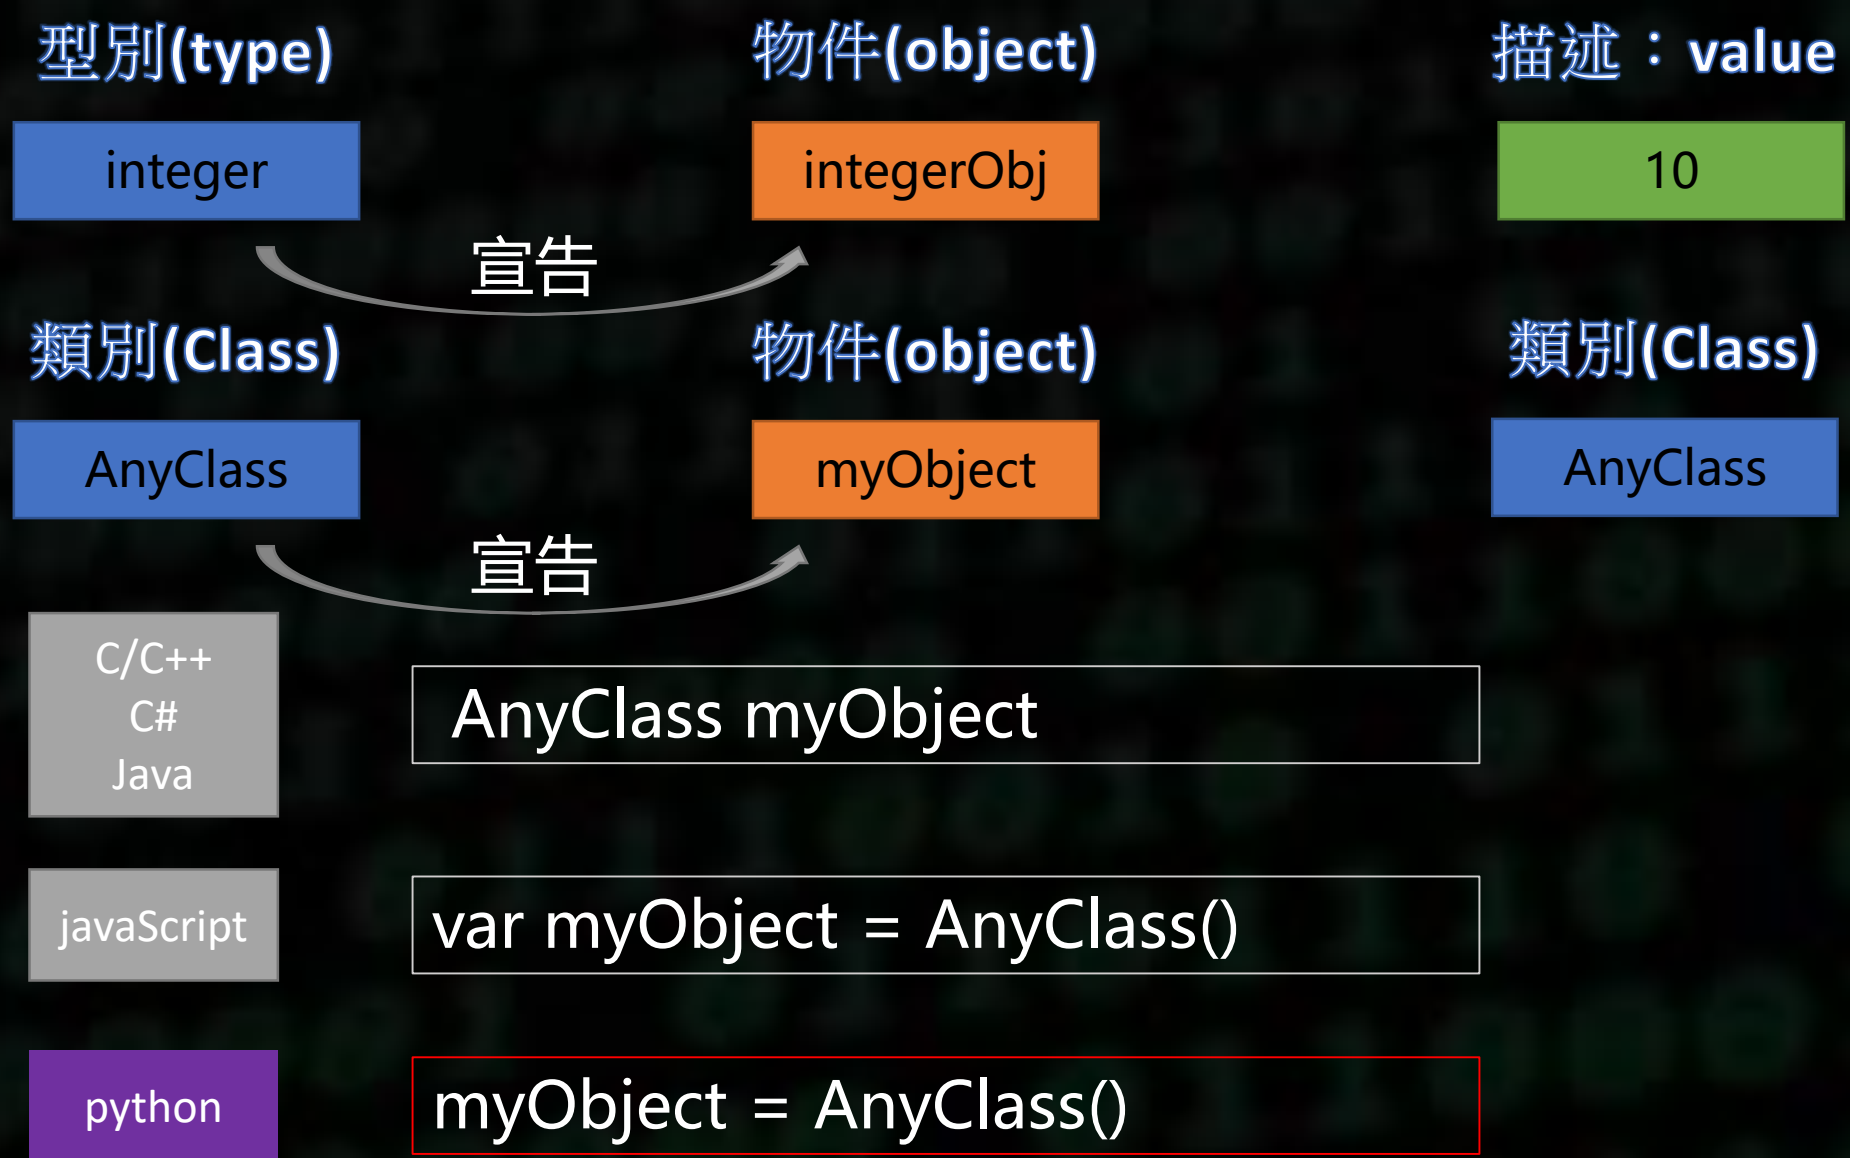 型別(type)
物件(object)
描述：value
integer
integerObj
10
宣告
類別(Class)
物件(object)
類別(Class)
AnyClass
myObject
AnyClass
宣告
C/C++
C#
Java
AnyClass myObject
javaScript
var myObject = AnyClass()
python
myObject = AnyClass()